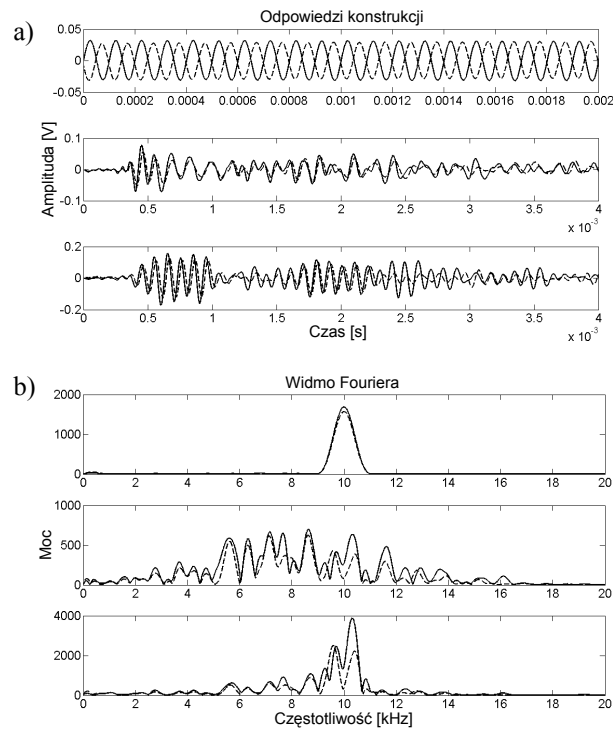 a)
Odpowiedzi konstrukcji
0.05
0
-0.05
0 0.0002 0.0004 0.0006 0.0008 0.001 0.0012 0.0014 0.0016 0.0018 0.002
Amplituda [V]
0.1
0
-0.1
0 0.5 1 1.5 2 2.5 3 3.5 4
x 10⁻³
0.2
0
-0.2
0 0.5 1 1.5 2 2.5 3 3.5 4
Czas [s]
x 10⁻³
b)
Widmo Fouriera
2000
1000
0
0 2 4 6 8 10 12 14 16 18 20
Moc
1000
500
0
0 2 4 6 8 10 12 14 16 18 20
4000
2000
0
0 2 4 6 8 10 12 14 16 18 20
Częstotliwość [kHz]